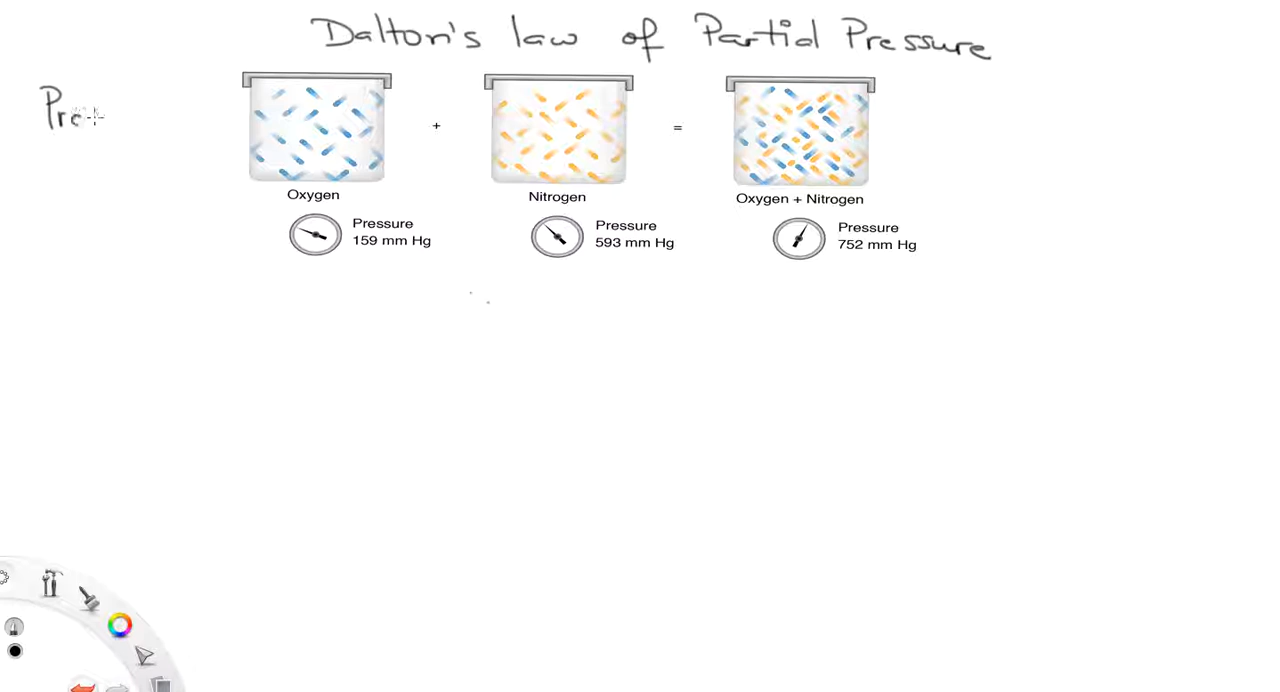 Dalton's law of Partial Pressure
Pre
+ =
Oxygen Nitrogen Oxygen + Nitrogen
Pressure Pressure Pressure
159 mm Hg 593 mm Hg 752 mm Hg